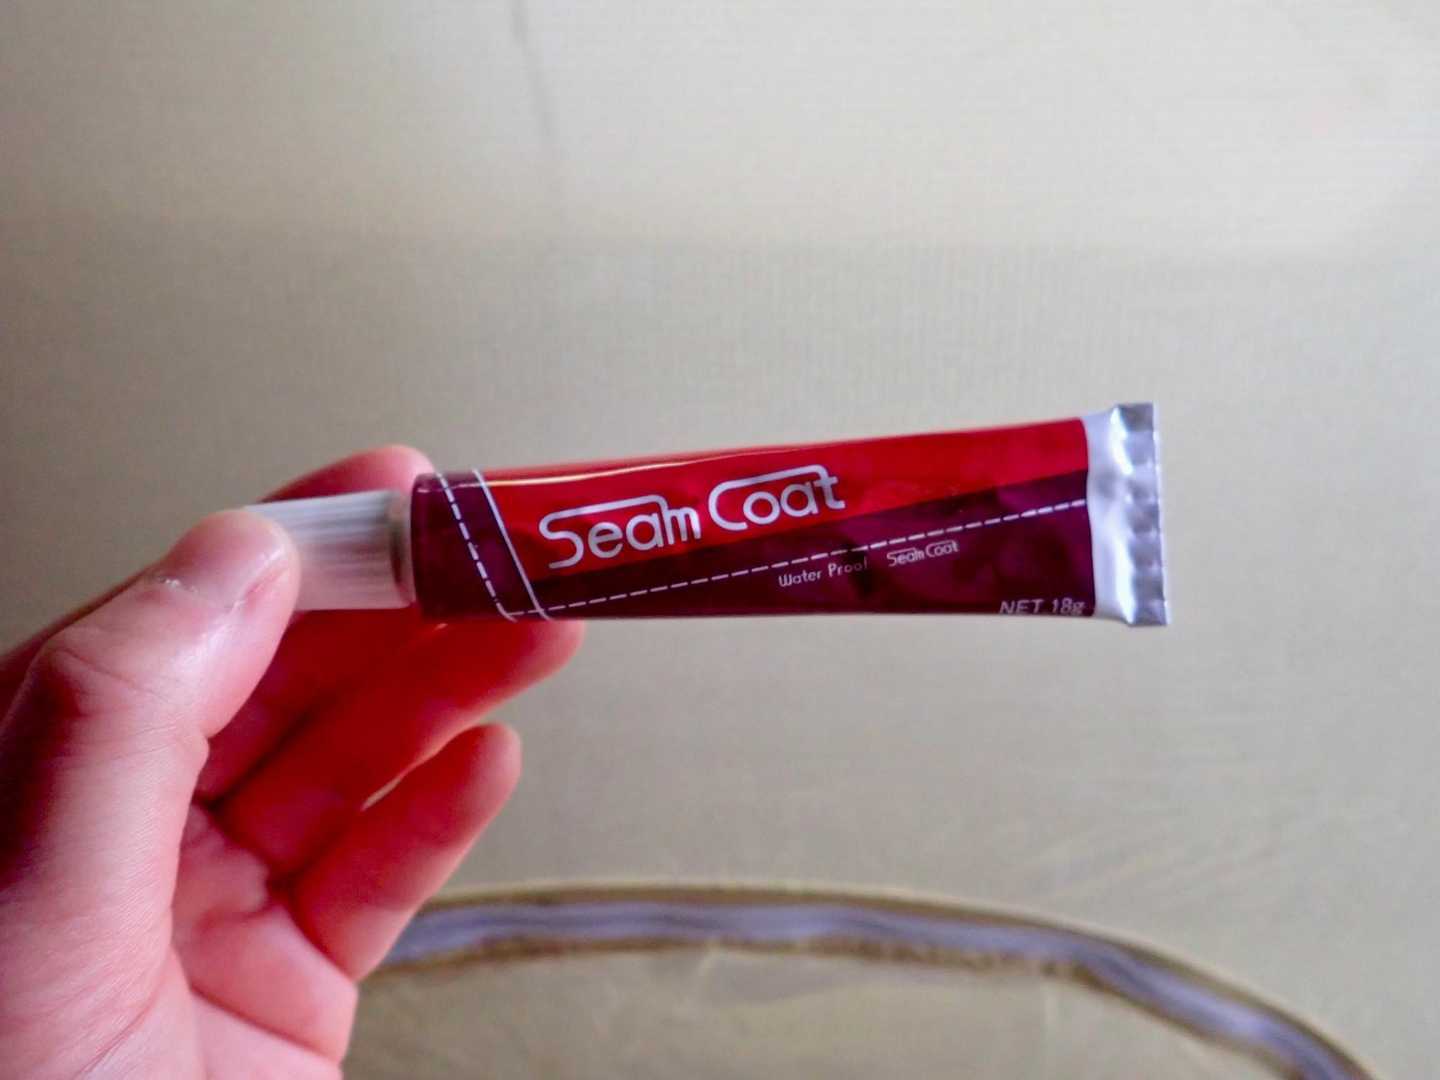 Seam Coat
Water Proof Seam Coat
NET 18g